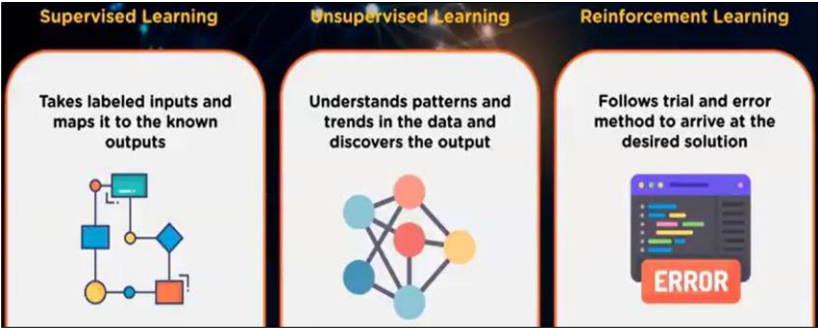 Supervised Learning
Takes labeled inputs and
maps it to the known
outputs
Unsupervised Learning
Understands patterns and
trends in the data and
discovers the output
Reinforcement Learning
Follows trial and error
method to arrive at the
desired solution
ERROR